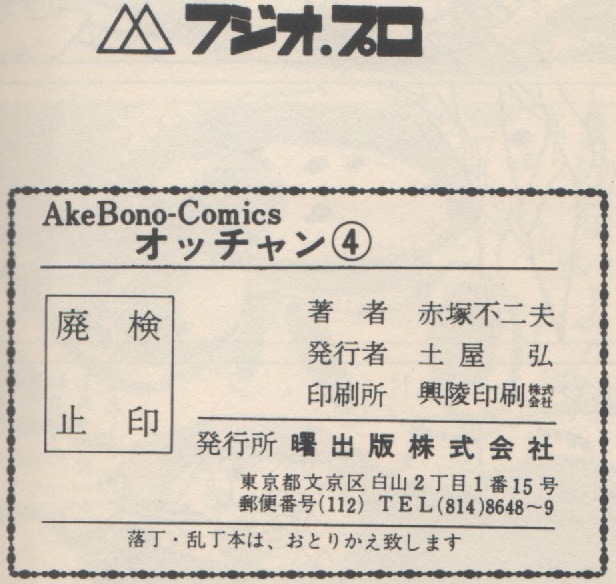 フジオ.プロ
AkeBono-Comics
オッチャン④
検印
廃止
著者 赤塚不二夫
発行者 土屋 弘
印刷所 興陵印刷株式会社
発行所 曙出版株式会社
東京都文京区白山2丁目1番15号
郵便番号(112) TEL(814)8648～9
落丁・乱丁本は、おとりかえ致します